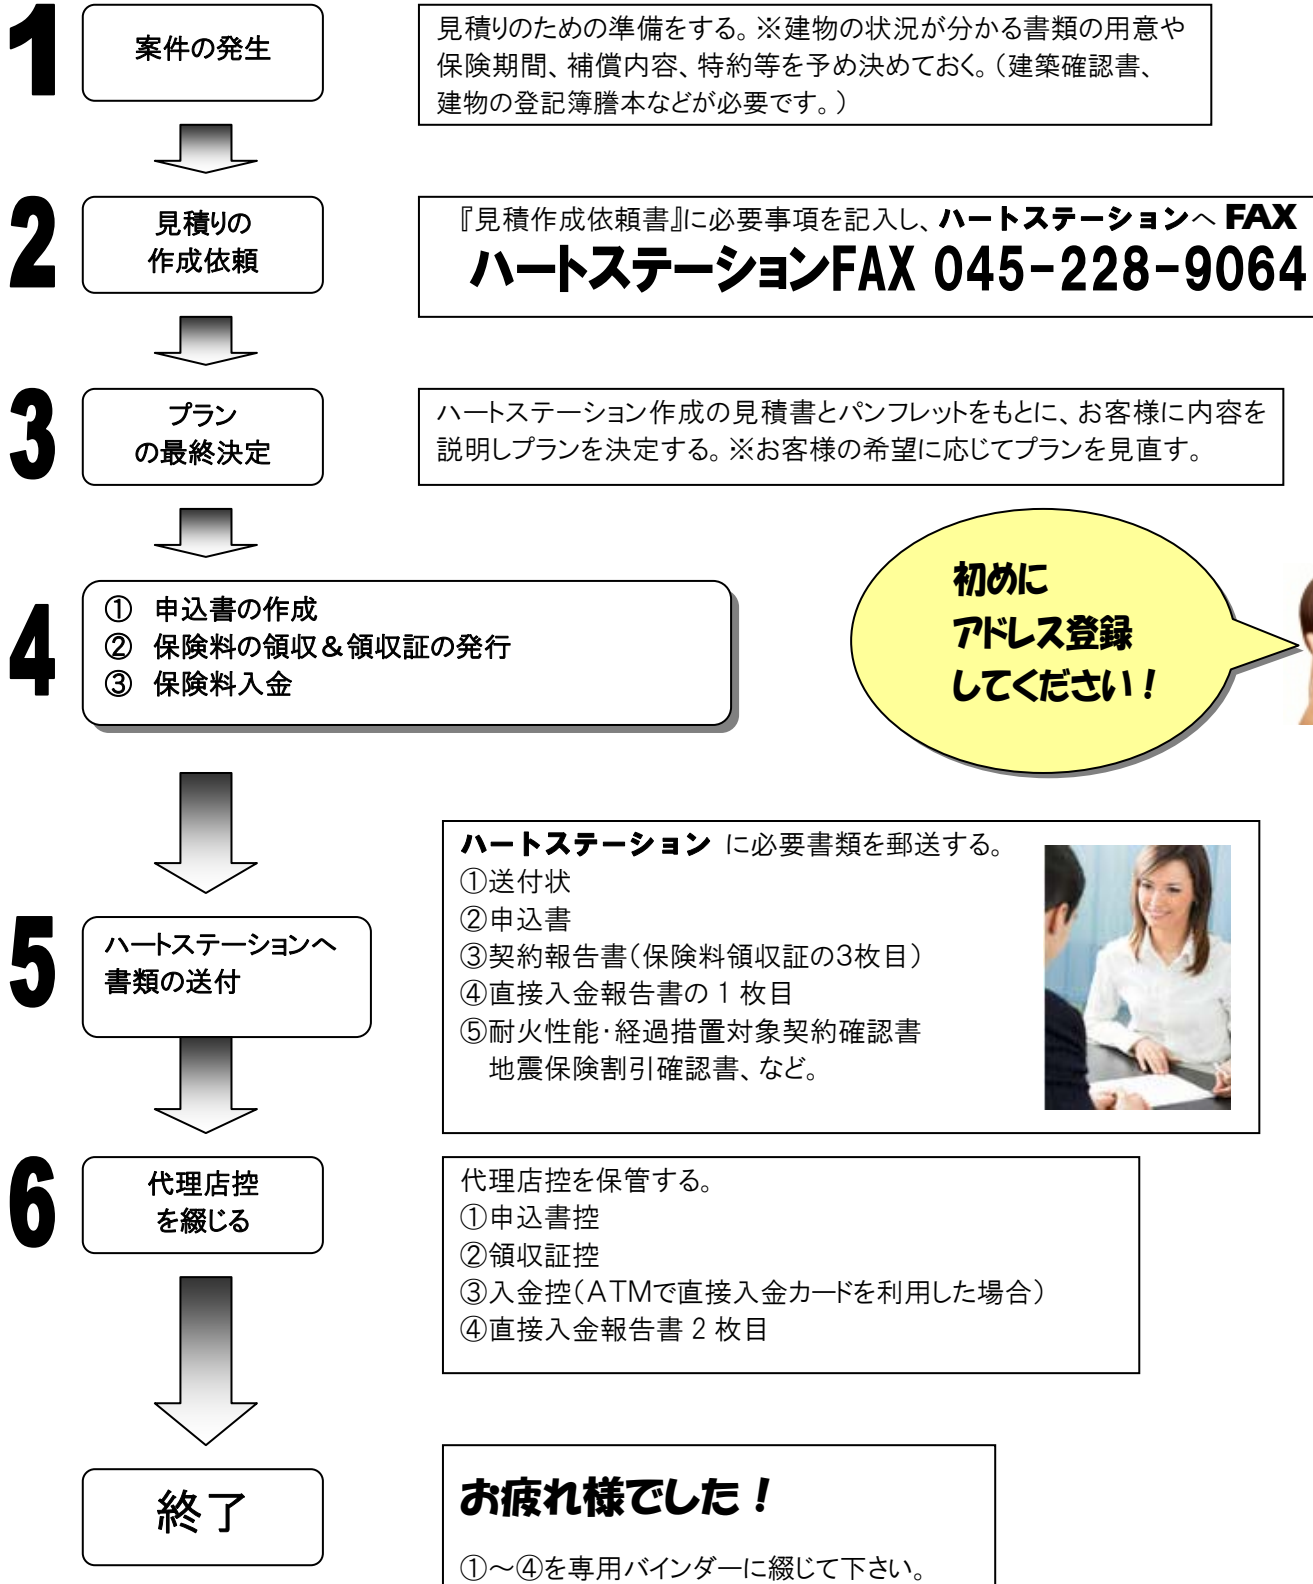 1
案件の発生
見積りのための準備をする。※建物の状況が分かる書類の用意や
保険期間、補償内容、特約等を予め決めておく。（建築確認書、
建物の登記簿謄本などが必要です。）
2
見積りの
作成依頼
『見積作成依頼書』に必要事項を記入し、ハートステーションへ FAX
ハートステーションFAX 045-228-9064
3
プラン
の最終決定
ハートステーション作成の見積書とパンフレットをもとに、お客様に内容を
説明しプランを決定する。※お客様の希望に応じてプランを見直す。
4
① 申込書の作成
② 保険料の領収＆領収証の発行
③ 保険料入金
初めに
アドレス登録
してください！
5
ハートステーションへ
書類の送付
ハートステーション に必要書類を郵送する。
①送付状
②申込書
③契約報告書（保険料領収証の3枚目）
④直接入金報告書の 1 枚目
⑤耐火性能・経過措置対象契約確認書
地震保険割引確認書、など。
6
代理店控
を綴じる
代理店控を保管する。
①申込書控
②領収証控
③入金控（ATMで直接入金カードを利用した場合）
④直接入金報告書 2 枚目
終了
お疲れ様でした！
①～④を専用バインダーに綴じて下さい。